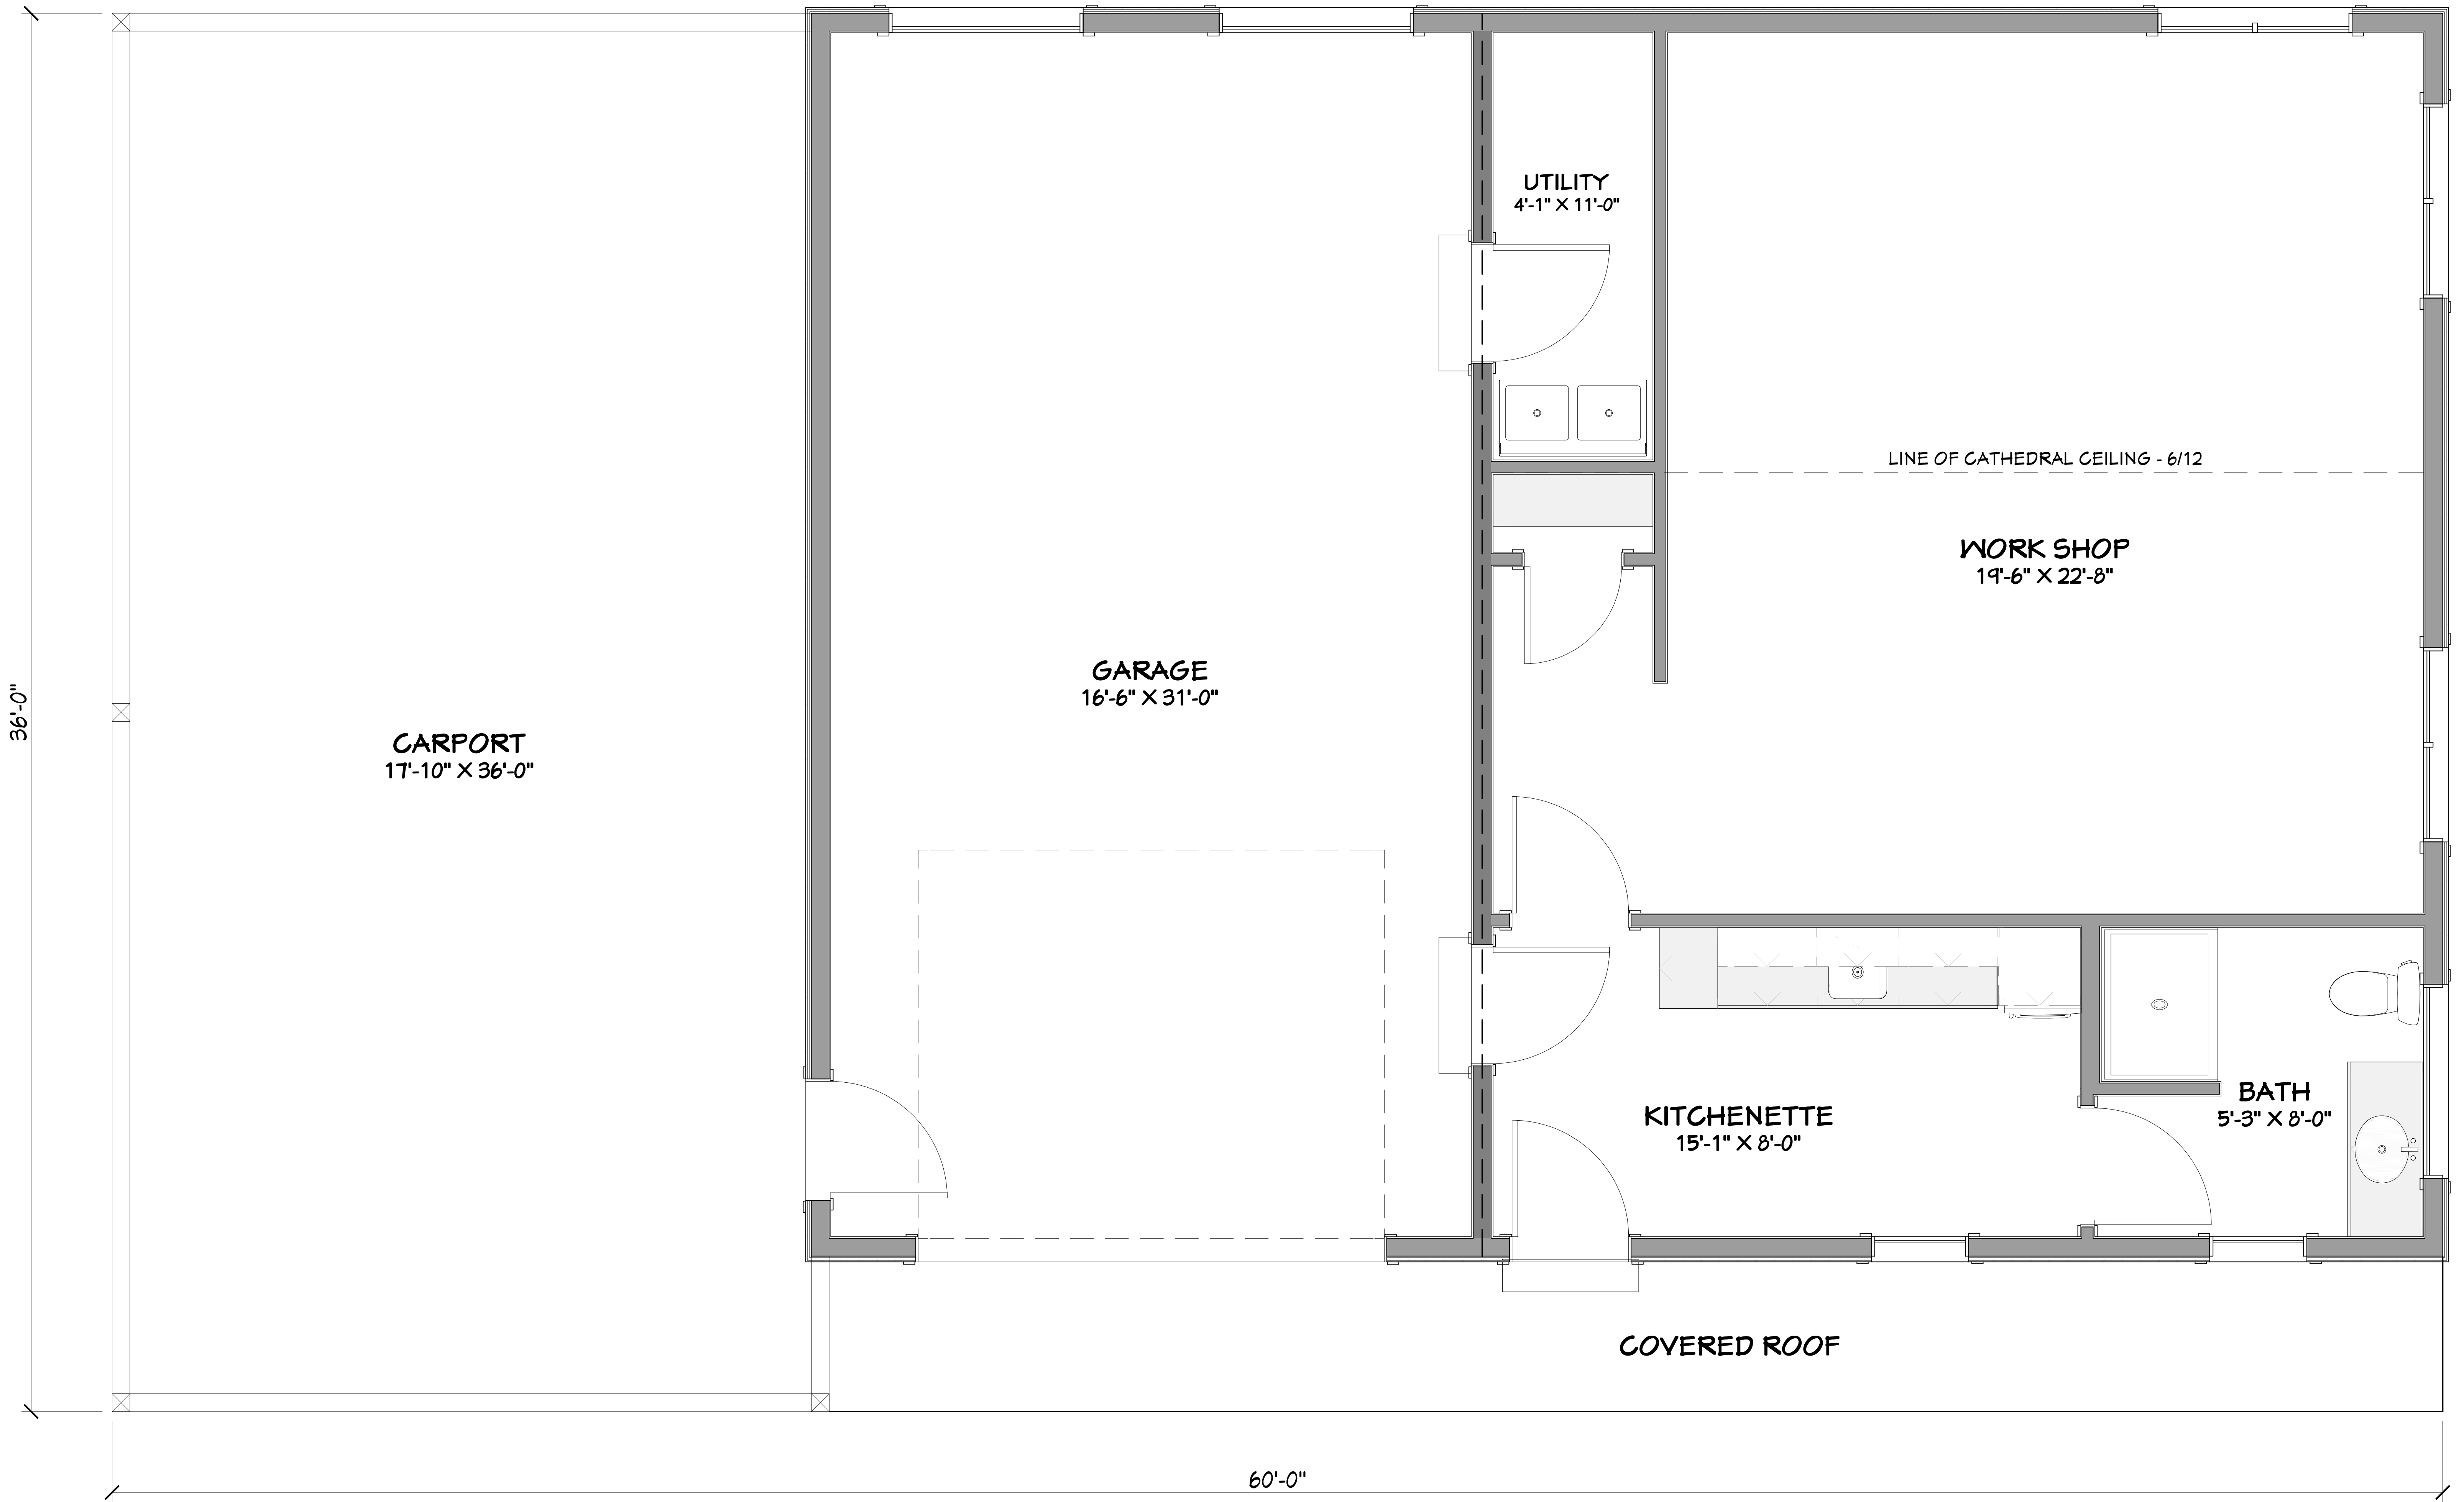 UTILITY
4'-1" X 11'-0"
LINE OF CATHEDRAL CEILING - 6/12
WORK SHOP
19'-6" X 22'-8"
GARAGE
16'-6" X 31'-0"
36'-0"
CARPORT
17'-10" X 36'-0"
BATH
5'-3" X 8'-0"
KITCHENETTE
15'-1" X 8'-0"
COVERED ROOF
60'-0"